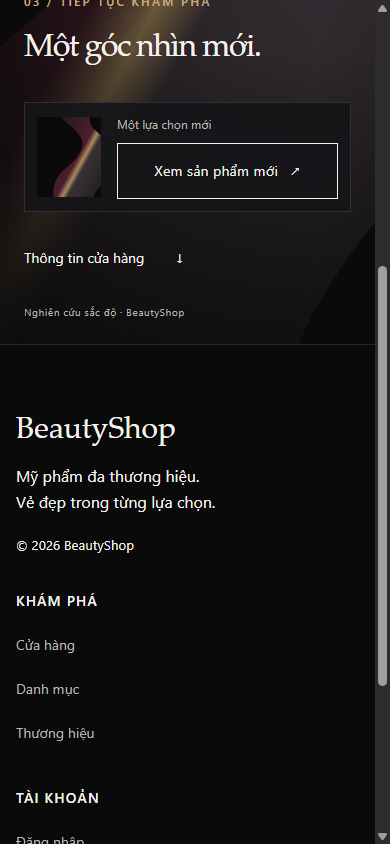 03 / TIẾP TỤC KHÁM PHÁ
Một góc nhìn mới.
Một lựa chọn mới
Xem sản phẩm mới ↗
Thông tin cửa hàng ↓
Nghiên cứu sắc độ · BeautyShop
BeautyShop
Mỹ phẩm đa thương hiệu.
Vẻ đẹp trong từng lựa chọn.
© 2026 BeautyShop
KHÁM PHÁ
Cửa hàng
Danh mục
Thương hiệu
TÀI KHOẢN
Đăng nhập